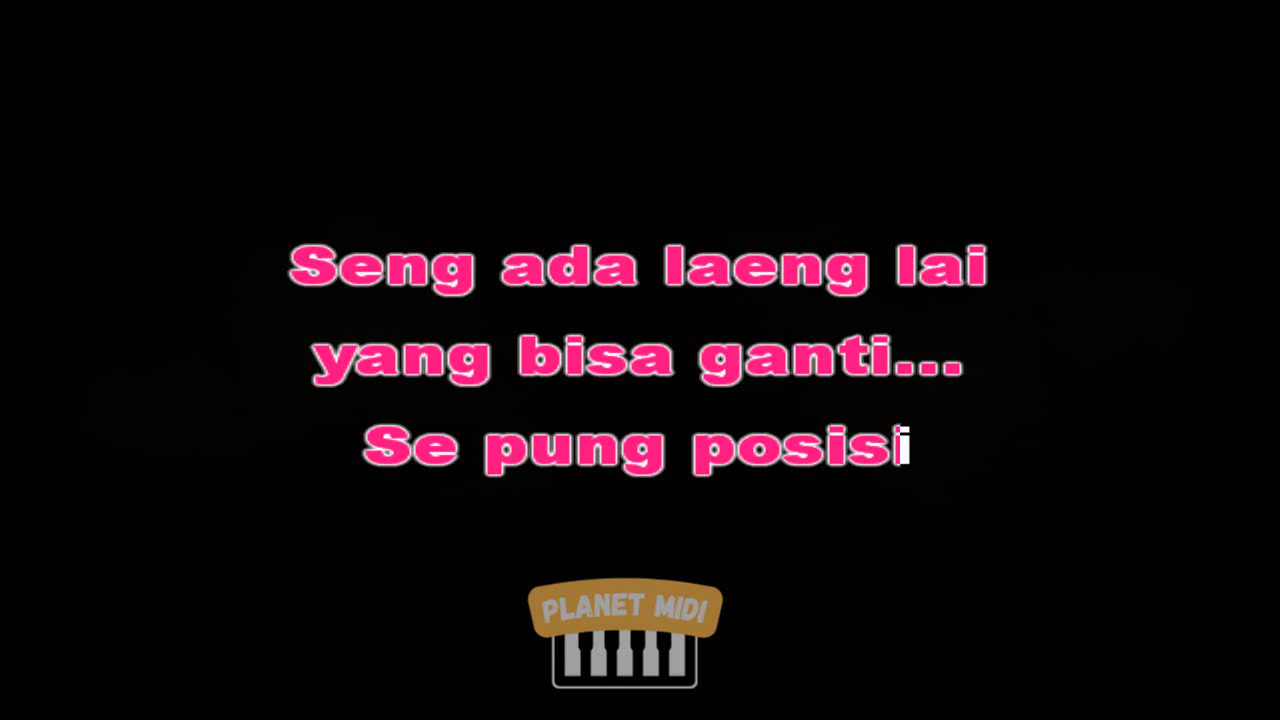 Seng ada laeng lai
yang bisa ganti...
Se pung posisi
PLANET MIDI